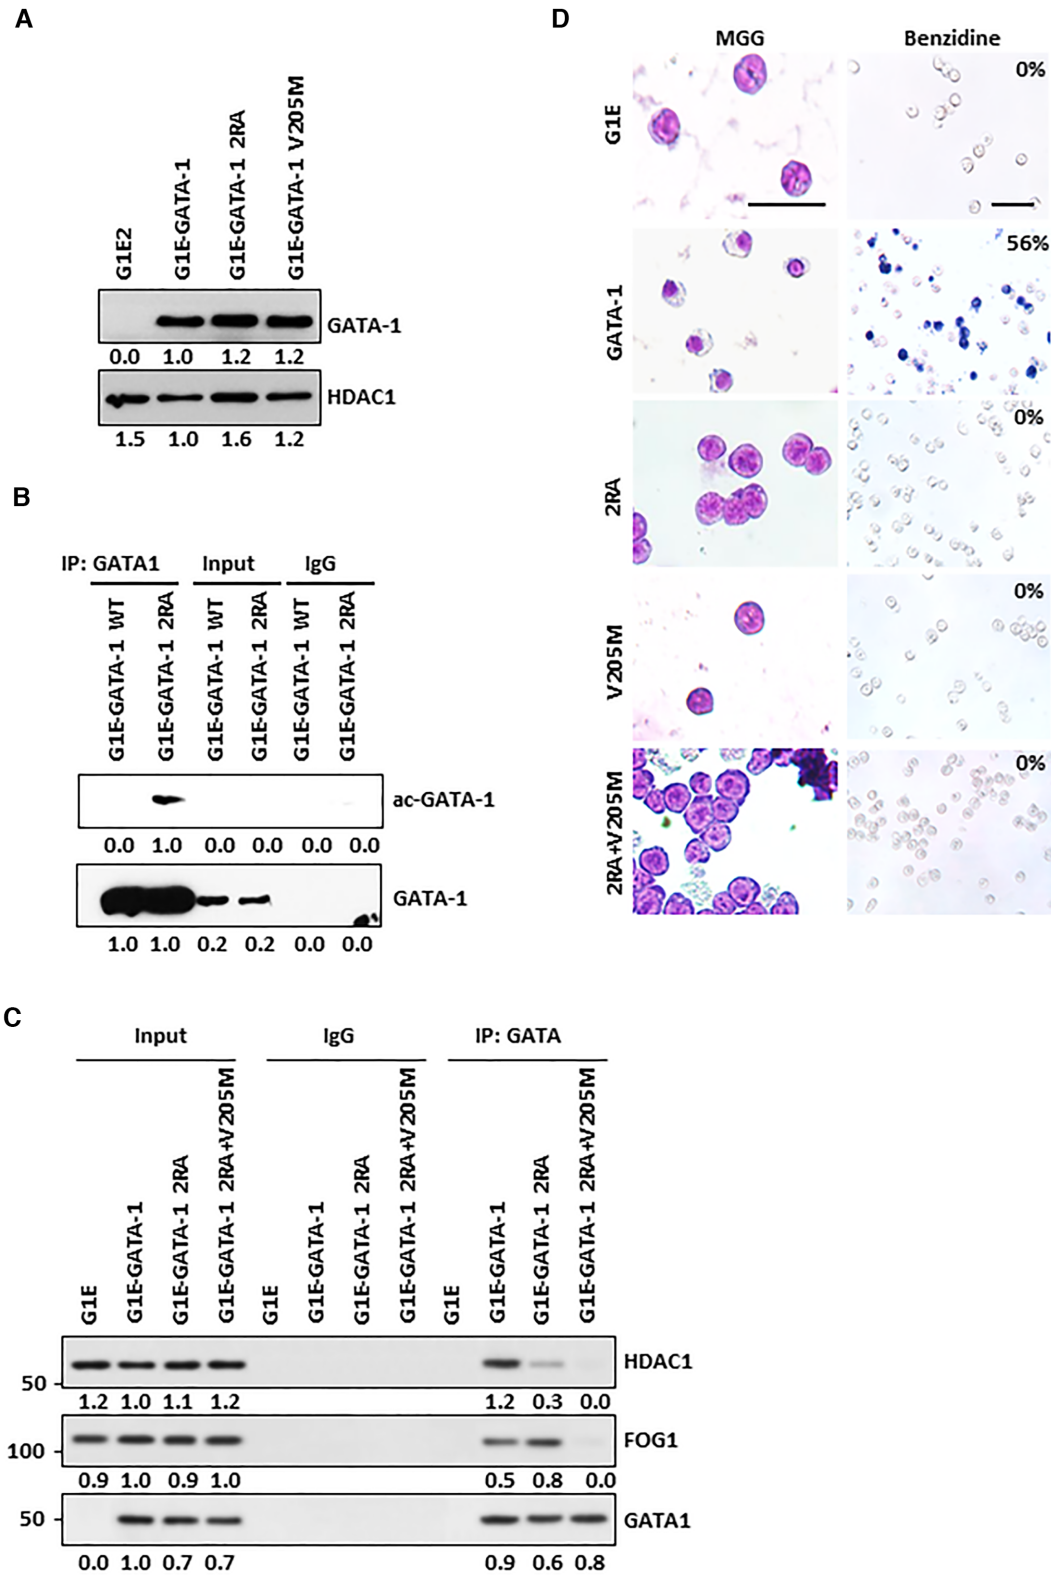 A
G1E2
G1E-GATA-1
G1E-GATA-1 2RA
G1E-GATA-1 V205M
GATA-1
0.0 1.0 1.2 1.2
HDAC1
1.5 1.0 1.6 1.2
B
IP: GATA1 Input IgG
G1E-GATA-1 WT
G1E-GATA-1 2RA
G1E-GATA-1 WT
G1E-GATA-1 2RA
G1E-GATA-1 WT
G1E-GATA-1 2RA
ac-GATA-1
0.0 1.0 0.0 0.0 0.0 0.0
GATA-1
1.0 1.0 0.2 0.2 0.0 0.0
C
Input IgG IP: GATA
G1E
G1E-GATA-1
G1E-GATA-1 2RA
G1E-GATA-1 2RA+V205M
G1E
G1E-GATA-1
G1E-GATA-1 2RA
G1E-GATA-1 2RA+V205M
G1E
G1E-GATA-1
G1E-GATA-1 2RA
G1E-GATA-1 2RA+V205M
50
HDAC1
1.2 1.0 1.1 1.2 1.2 0.3 0.0
100
FOG1
0.9 1.0 0.9 1.0 0.5 0.8 0.0
50
GATA1
0.0 1.0 0.7 0.7 0.9 0.6 0.8
D
MGG Benzidine
G1E
0%
GATA-1
56%
2RA
0%
V205M
0%
2RA+V205M
0%